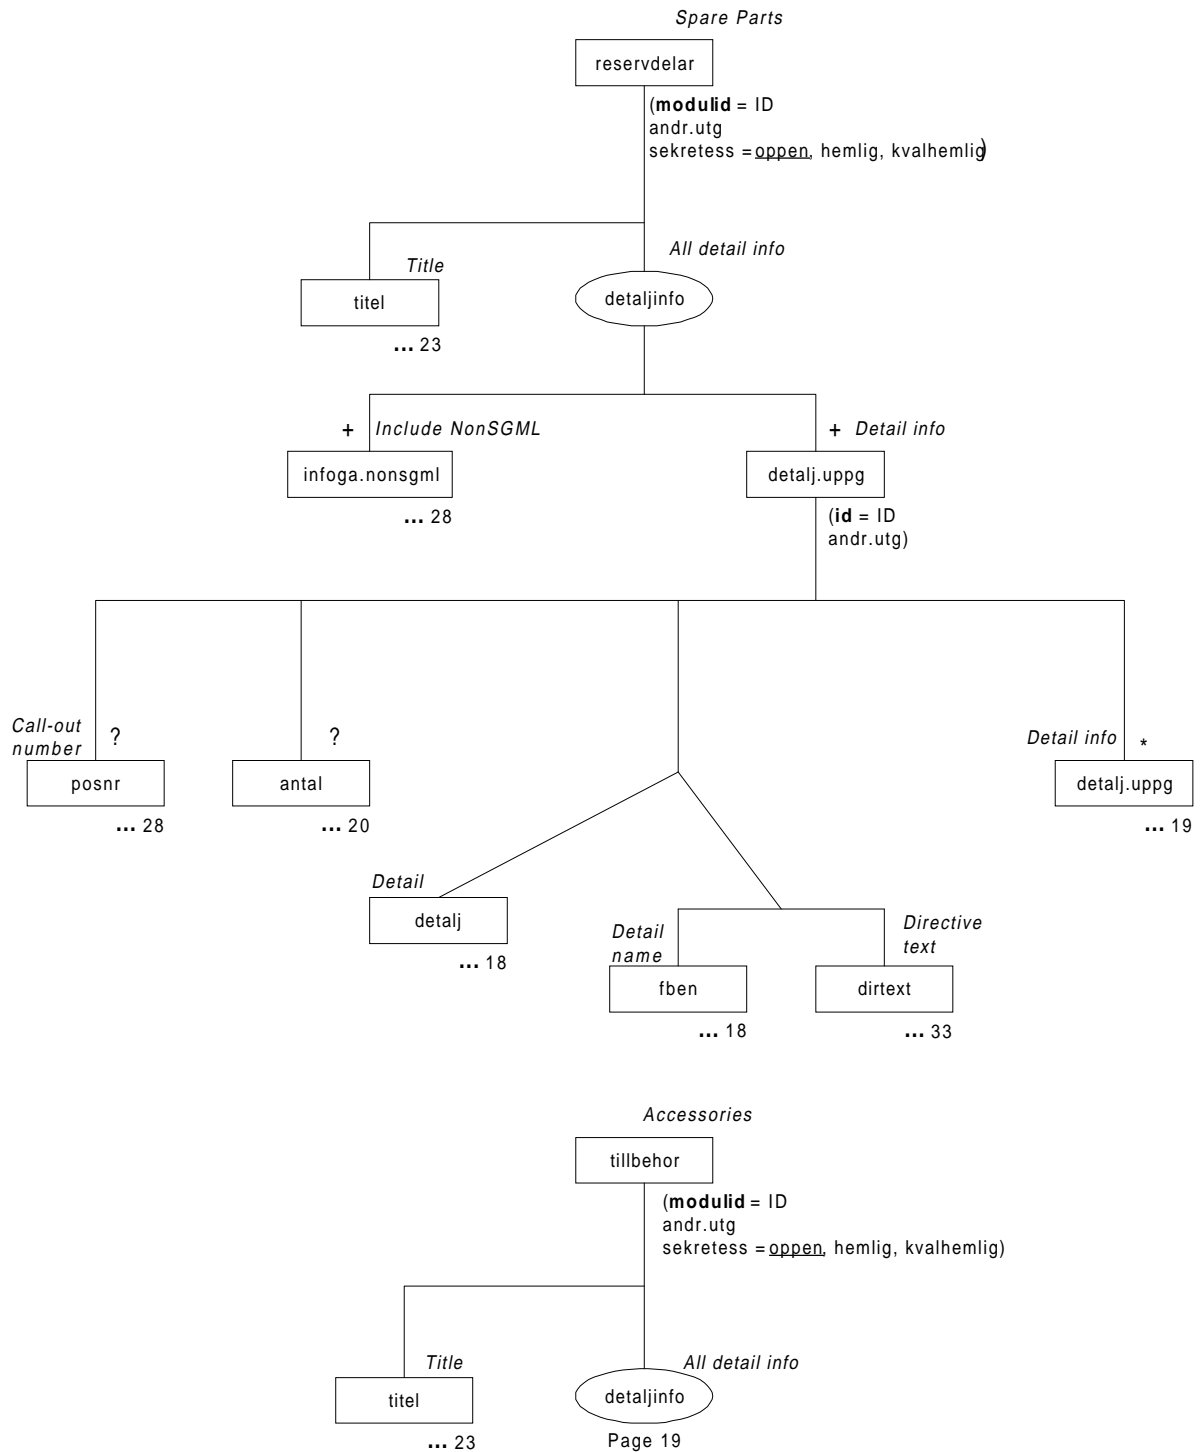 Spare Parts
reservdelar
(modulid = ID
andr.utg
sekretess = oppen, hemlig, kvalhemlig)
All detail info
Title
titel
detaljinfo
... 23
+ Include NonSGML
+ Detail info
infoga.nonsgml
detalj.uppg
... 28
(id = ID
andr.utg)
Call-out
number
?
?
Detail info *
posnr
antal
detalj.uppg
... 28
... 20
... 19
Detail
detalj
... 18
Detail
name
Directive
text
fben
dirtext
... 18
... 33
Accessories
tillbehor
(modulid = ID
andr.utg
sekretess = oppen, hemlig, kvalhemlig)
Title
All detail info
titel
detaljinfo
... 23
Page 19